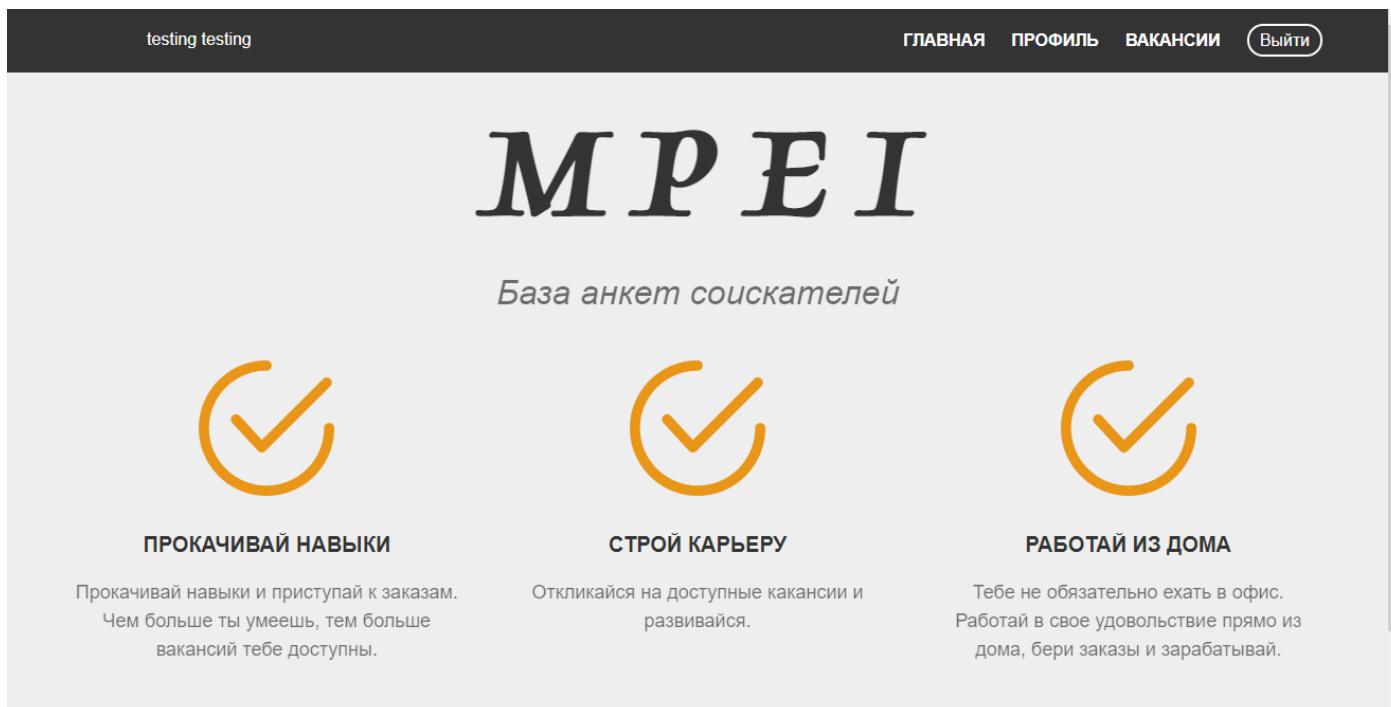 testing testing
ГЛАВНАЯ ПРОФИЛЬ ВАКАНСИИ Выйти
MPEI
База анкет соискателей
ПРОКАЧИВАЙ НАВЫКИ
Прокачивай навыки и приступай к заказам.
Чем больше ты умеешь, тем больше
вакансий тебе доступны.
СТРОЙ КАРЬЕРУ
Откликайся на доступные какансии и
развивайся.
РАБОТАЙ ИЗ ДОМА
Тебе не обязательно ехать в офис.
Работай в свое удовольствие прямо из
дома, бери заказы и зарабатывай.